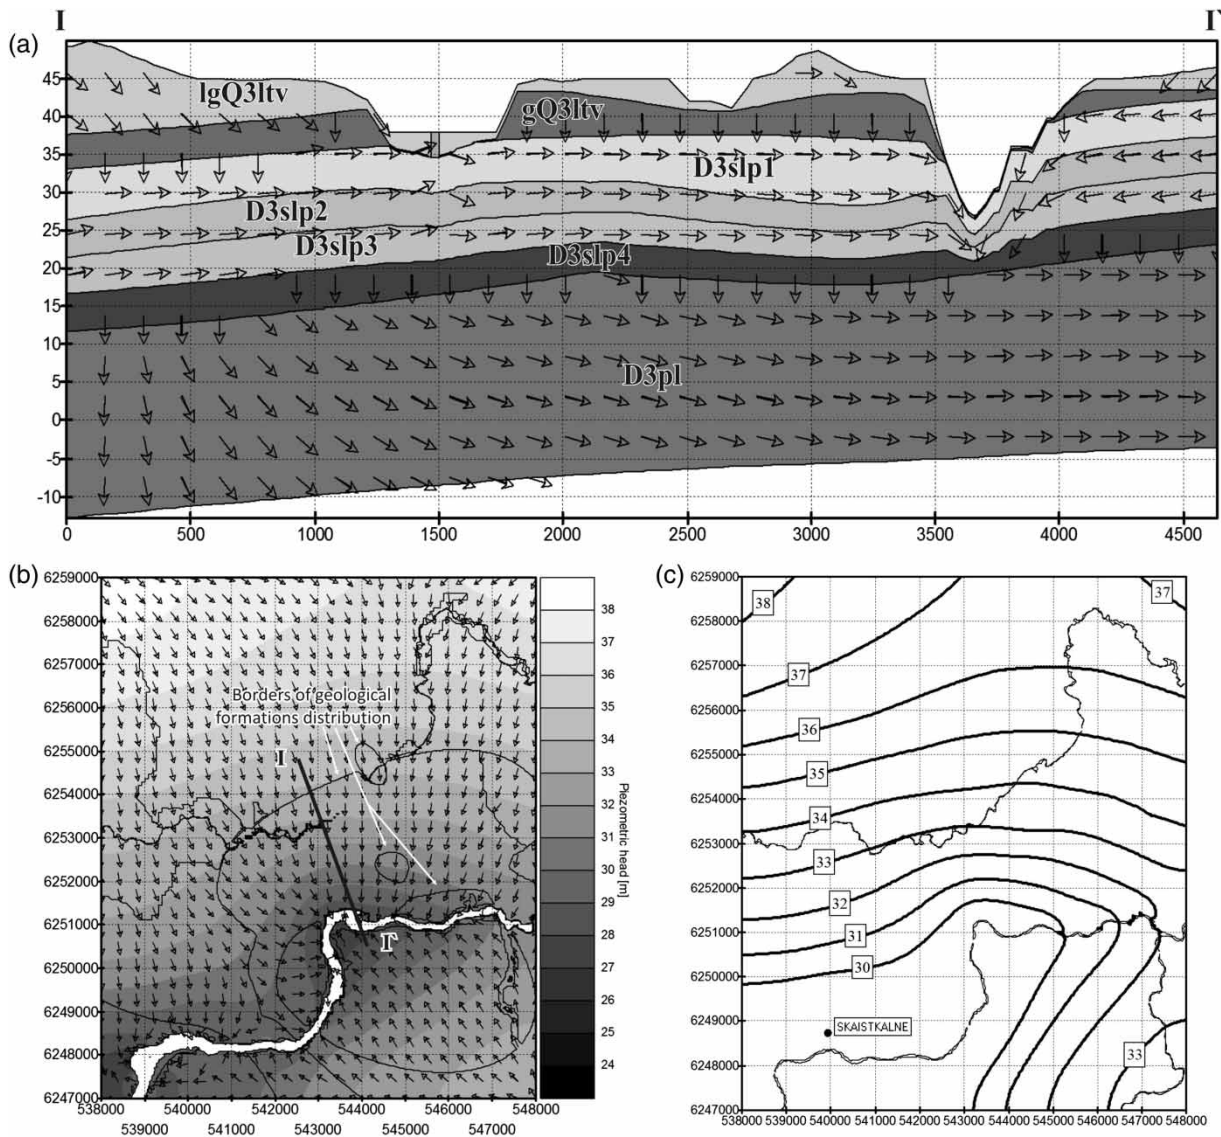 I
I`
(a)
45
40
35
30
25
20
15
10
5
0
-5
-10
lgQ3ltv
gQ3ltv
D3slp1
D3slp2
D3slp3
D3slp4
D3pl
0 500 1000 1500 2000 2500 3000 3500 4000 4500
(b)
6259000
6258000
6257000
6256000
6255000
6254000
6253000
6252000
6251000
6250000
6249000
6248000
6247000
Borders of geological
formations distribution
I
I`
538000 540000 542000 544000 546000 548000
539000 541000 543000 545000 547000
38
37
36
35
34
33
32
31
30
29
28
27
26
25
24
Piezometric head [m]
(c)
6259000
6258000
6257000
6256000
6255000
6254000
6253000
6252000
6251000
6250000
6249000
6248000
6247000
38
37
37
36
35
34
33
32
31
30
33
SKAISTKALNE
538000 540000 542000 544000 546000 548000
539000 541000 543000 545000 547000